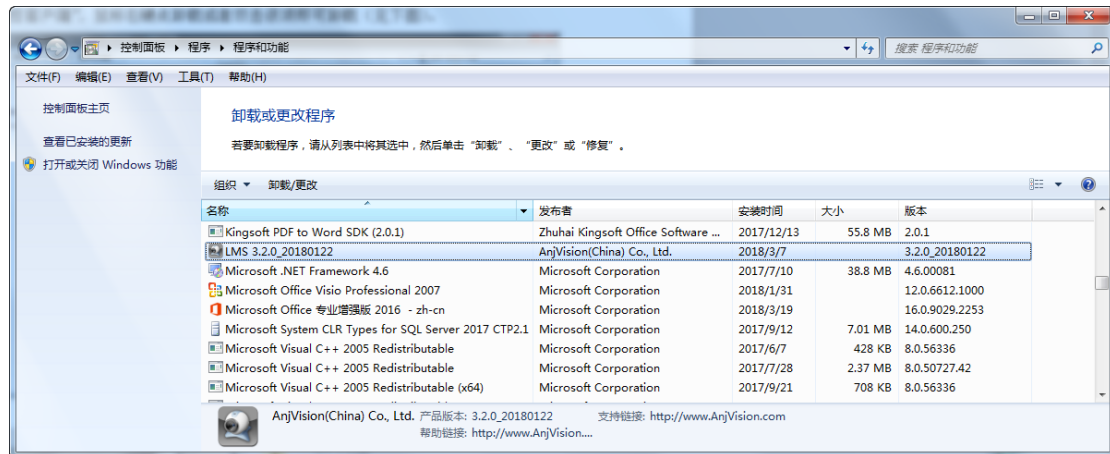 控制面板 ▸ 程序 ▸ 程序和功能
搜索 程序和功能
文件(F) 编辑(E) 查看(V) 工具(T) 帮助(H)
控制面板主页
查看已安装的更新
打开或关闭 Windows 功能
卸载或更改程序
若要卸载程序，请从列表中将其选中，然后单击“卸载”、“更改”或“修复”。
组织 卸载/更改
名称 发布者 安装时间 大小 版本
Kingsoft PDF to Word SDK (2.0.1) Zhuhai Kingsoft Office Software ... 2017/12/13 55.8 MB 2.0.1
LMS 3.2.0_20180122 AnjVision(China) Co., Ltd. 2018/3/7 3.2.0_20180122
Microsoft .NET Framework 4.6 Microsoft Corporation 2017/7/10 38.8 MB 4.6.00081
Microsoft Office Visio Professional 2007 Microsoft Corporation 2018/1/31 12.0.6612.1000
Microsoft Office 专业增强版 2016 - zh-cn Microsoft Corporation 2018/3/19 16.0.9029.2253
Microsoft System CLR Types for SQL Server 2017 CTP2.1 Microsoft Corporation 2017/9/12 7.01 MB 14.0.600.250
Microsoft Visual C++ 2005 Redistributable Microsoft Corporation 2017/6/7 428 KB 8.0.56336
Microsoft Visual C++ 2005 Redistributable Microsoft Corporation 2017/7/28 2.37 MB 8.0.50727.42
Microsoft Visual C++ 2005 Redistributable (x64) Microsoft Corporation 2017/9/21 708 KB 8.0.56336
AnjVision(China) Co., Ltd. 产品版本: 3.2.0_20180122 支持链接: http://www.AnjVision.com
帮助链接: http://www.AnjVision....